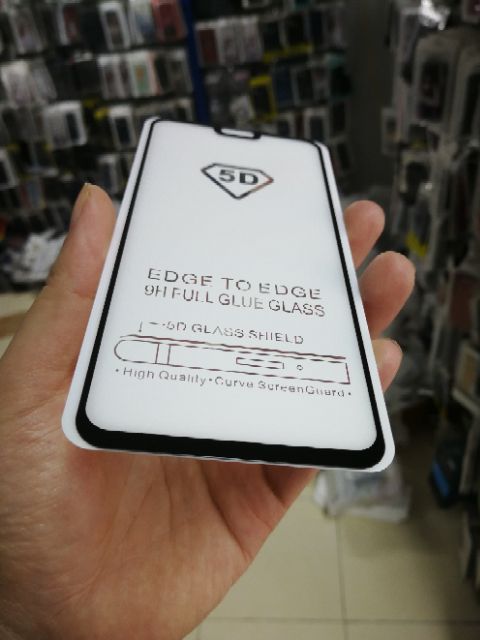 5D
EDGE TO EDGE
9H FULL GLUE GLASS
5D GLASS SHIELD
• High Quality • Curve ScreenGuard •